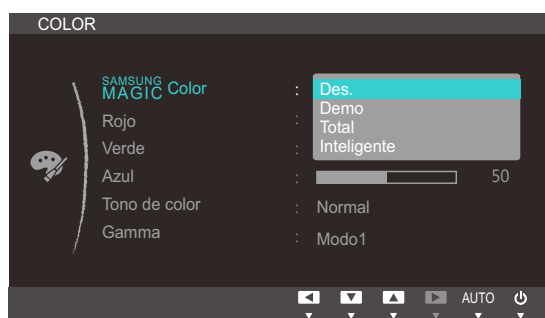 COLOR
SAMSUNG
MAGIC Color : Des.
Demo
Rojo :
Total
Verde : Inteligente
Azul : 50
Tono de color : Normal
Gamma : Modo1
AUTO